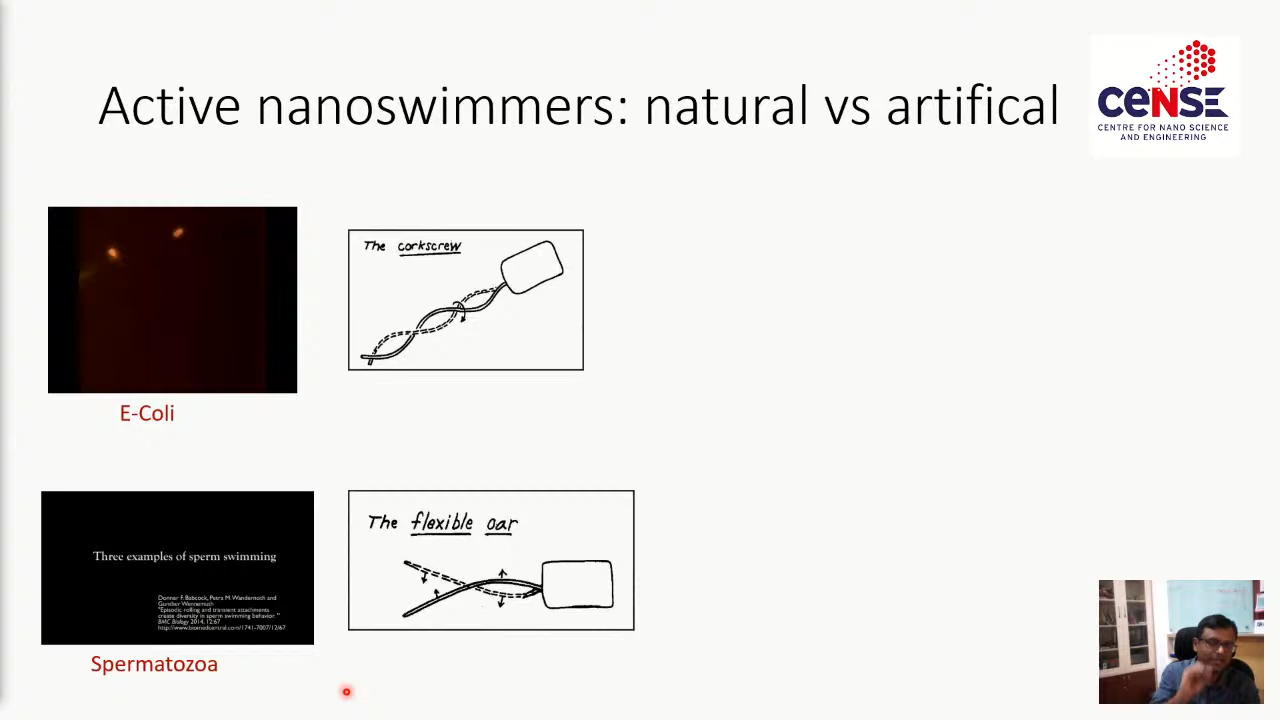 Active nanoswimmers: natural vs artifical
CeNSE
CENTRE FOR NANO SCIENCE
AND ENGINEERING
The corkscrew
E-Coli
The flexible oar
Three examples of sperm swimming
Donner F. Babcock, Petra M. Wandernoth and
Gunther Wennemuth
"Episodic rolling and transient attachments
create diversity in sperm swimming behavior."
BMC Biology 2014, 12:67
http://www.biomedcentral.com/1741-7007/12/67
Spermatozoa